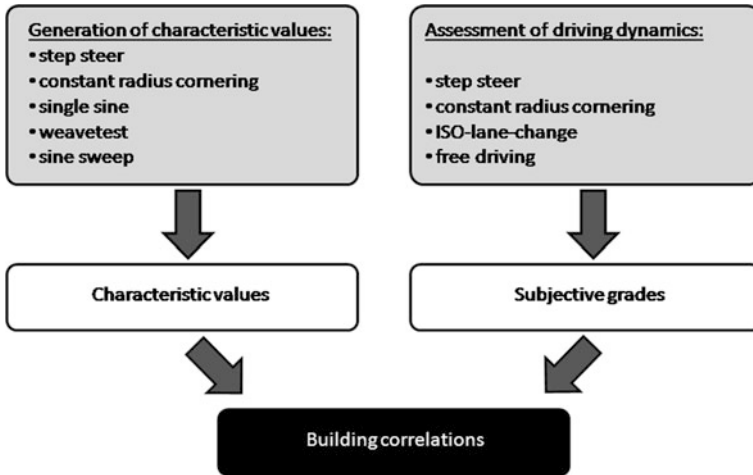 Generation of characteristic values:
• step steer
• constant radius cornering
• single sine
• weavetest
• sine sweep
Assessment of driving dynamics:
• step steer
• constant radius cornering
• ISO-lane-change
• free driving
Characteristic values
Subjective grades
Building correlations